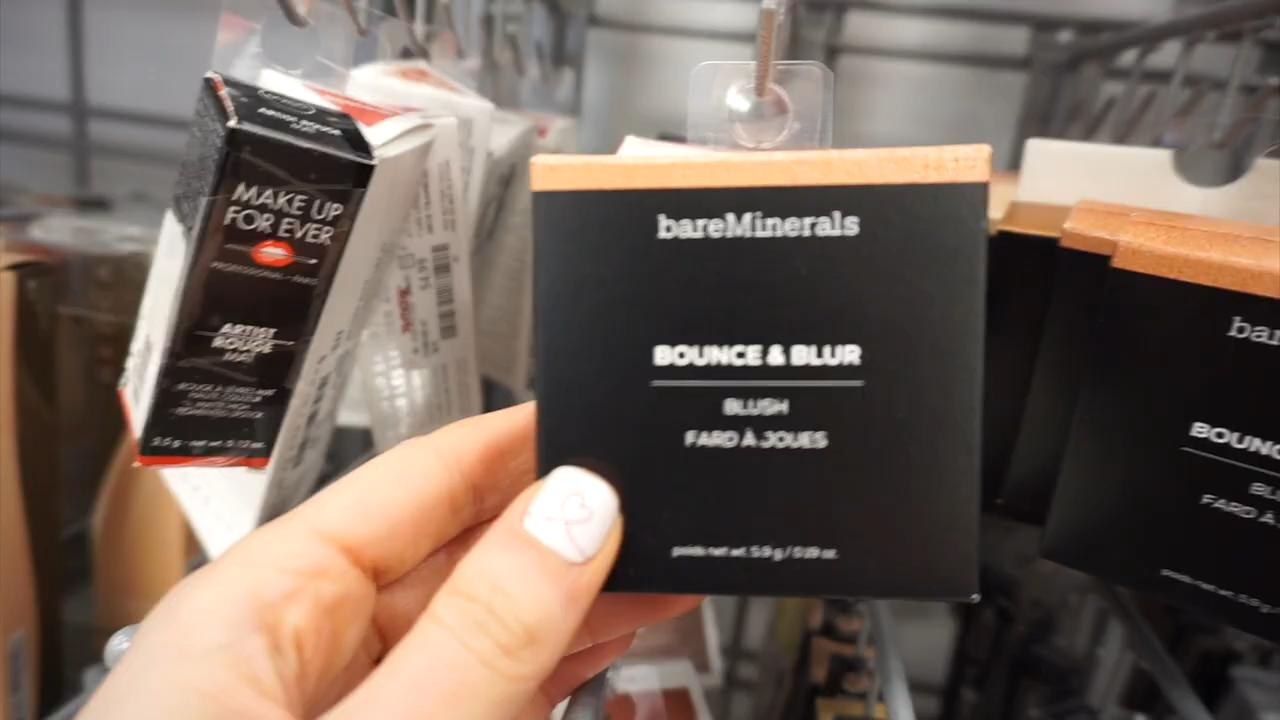 MAKE UP
FOR EVER
PROFESSIONAL - PARIS
ARTIST
ROUGE
MAT
bareMinerals
BOUNCE & BLUR
BLUSH
FARD À JOUES
poids net wt. 5.9 g / 0.19 oz.
bar
BOUNC
BL
FARD À